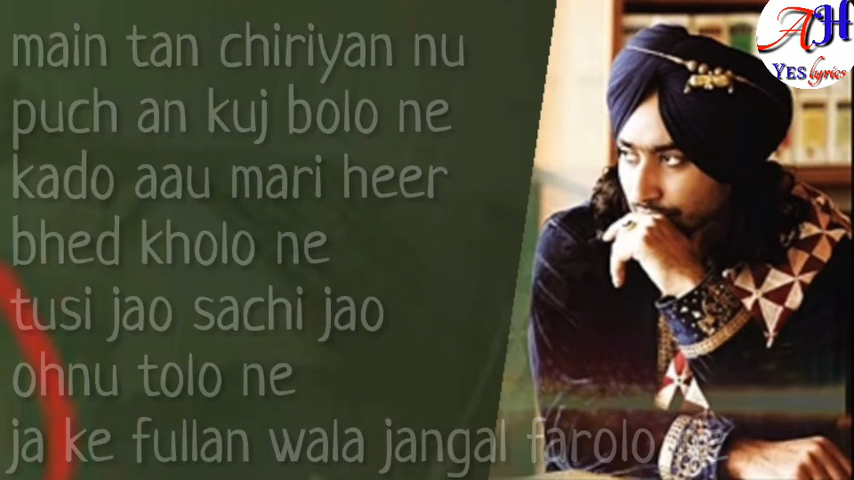 main tan chiriyan nu
puch an kuj bolo ne
kado aau mari heer
bhed kholo ne
tusi jao sachi jao
ohnu tolo ne
ja ke fullan wala jangal farolo
AH
YES lyrics